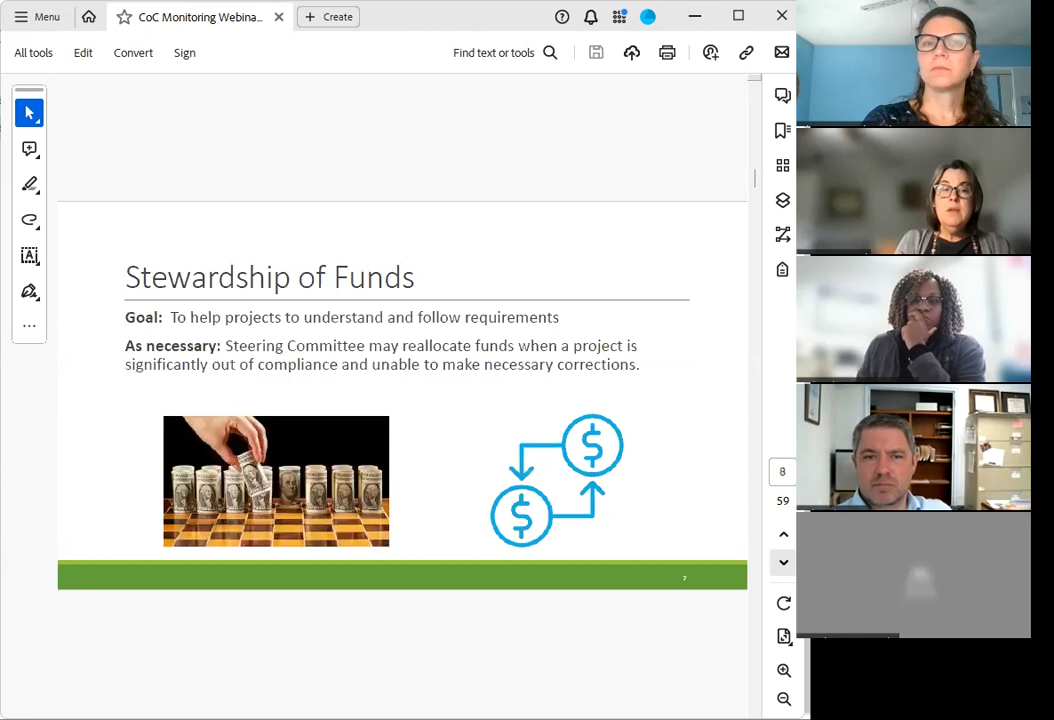 Menu
CoC Monitoring Webina...
Create
All tools
Edit
Convert
Sign
Find text or tools
Stewardship of Funds
Goal: To help projects to understand and follow requirements
As necessary: Steering Committee may reallocate funds when a project is
significantly out of compliance and unable to make necessary corrections.
$
$
7
8
59